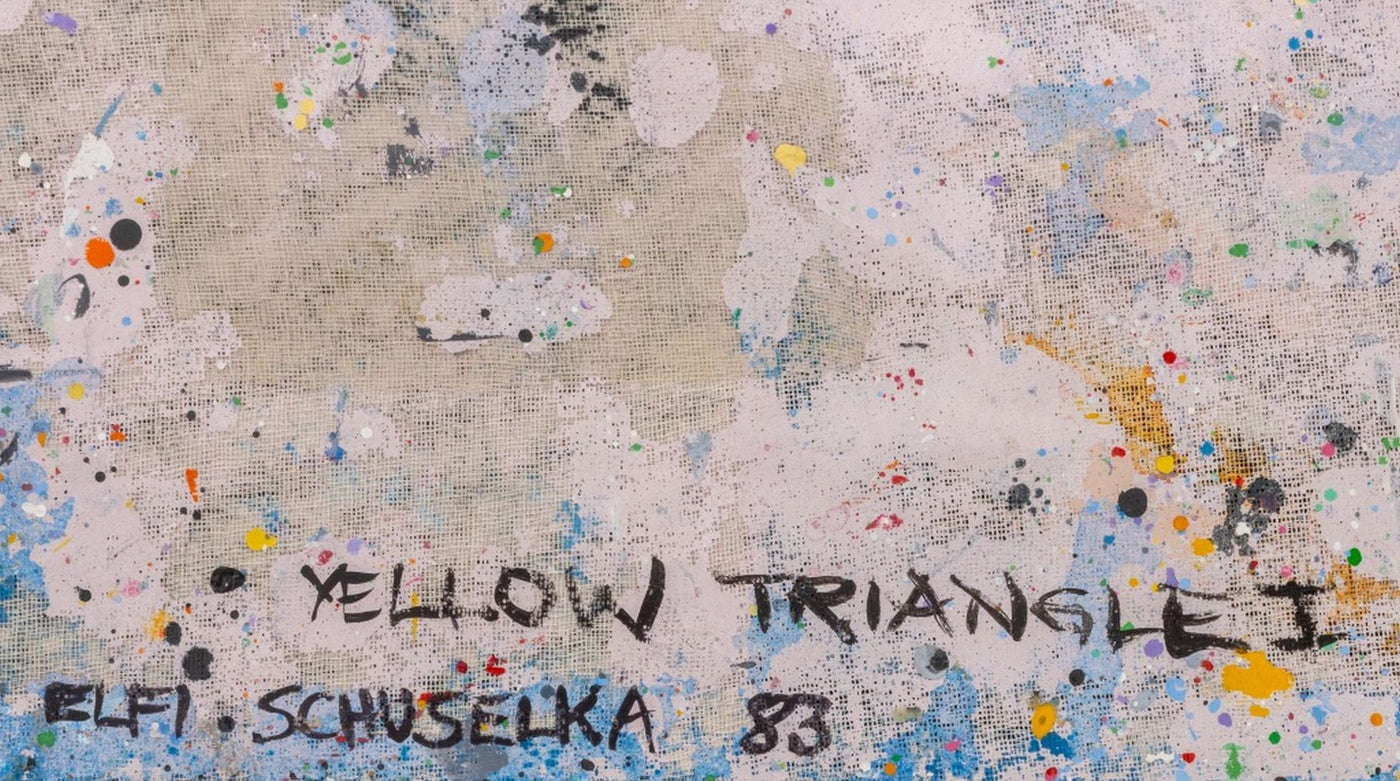 YELLOW TRIANGLE I
ELFI SCHUSELKA 83